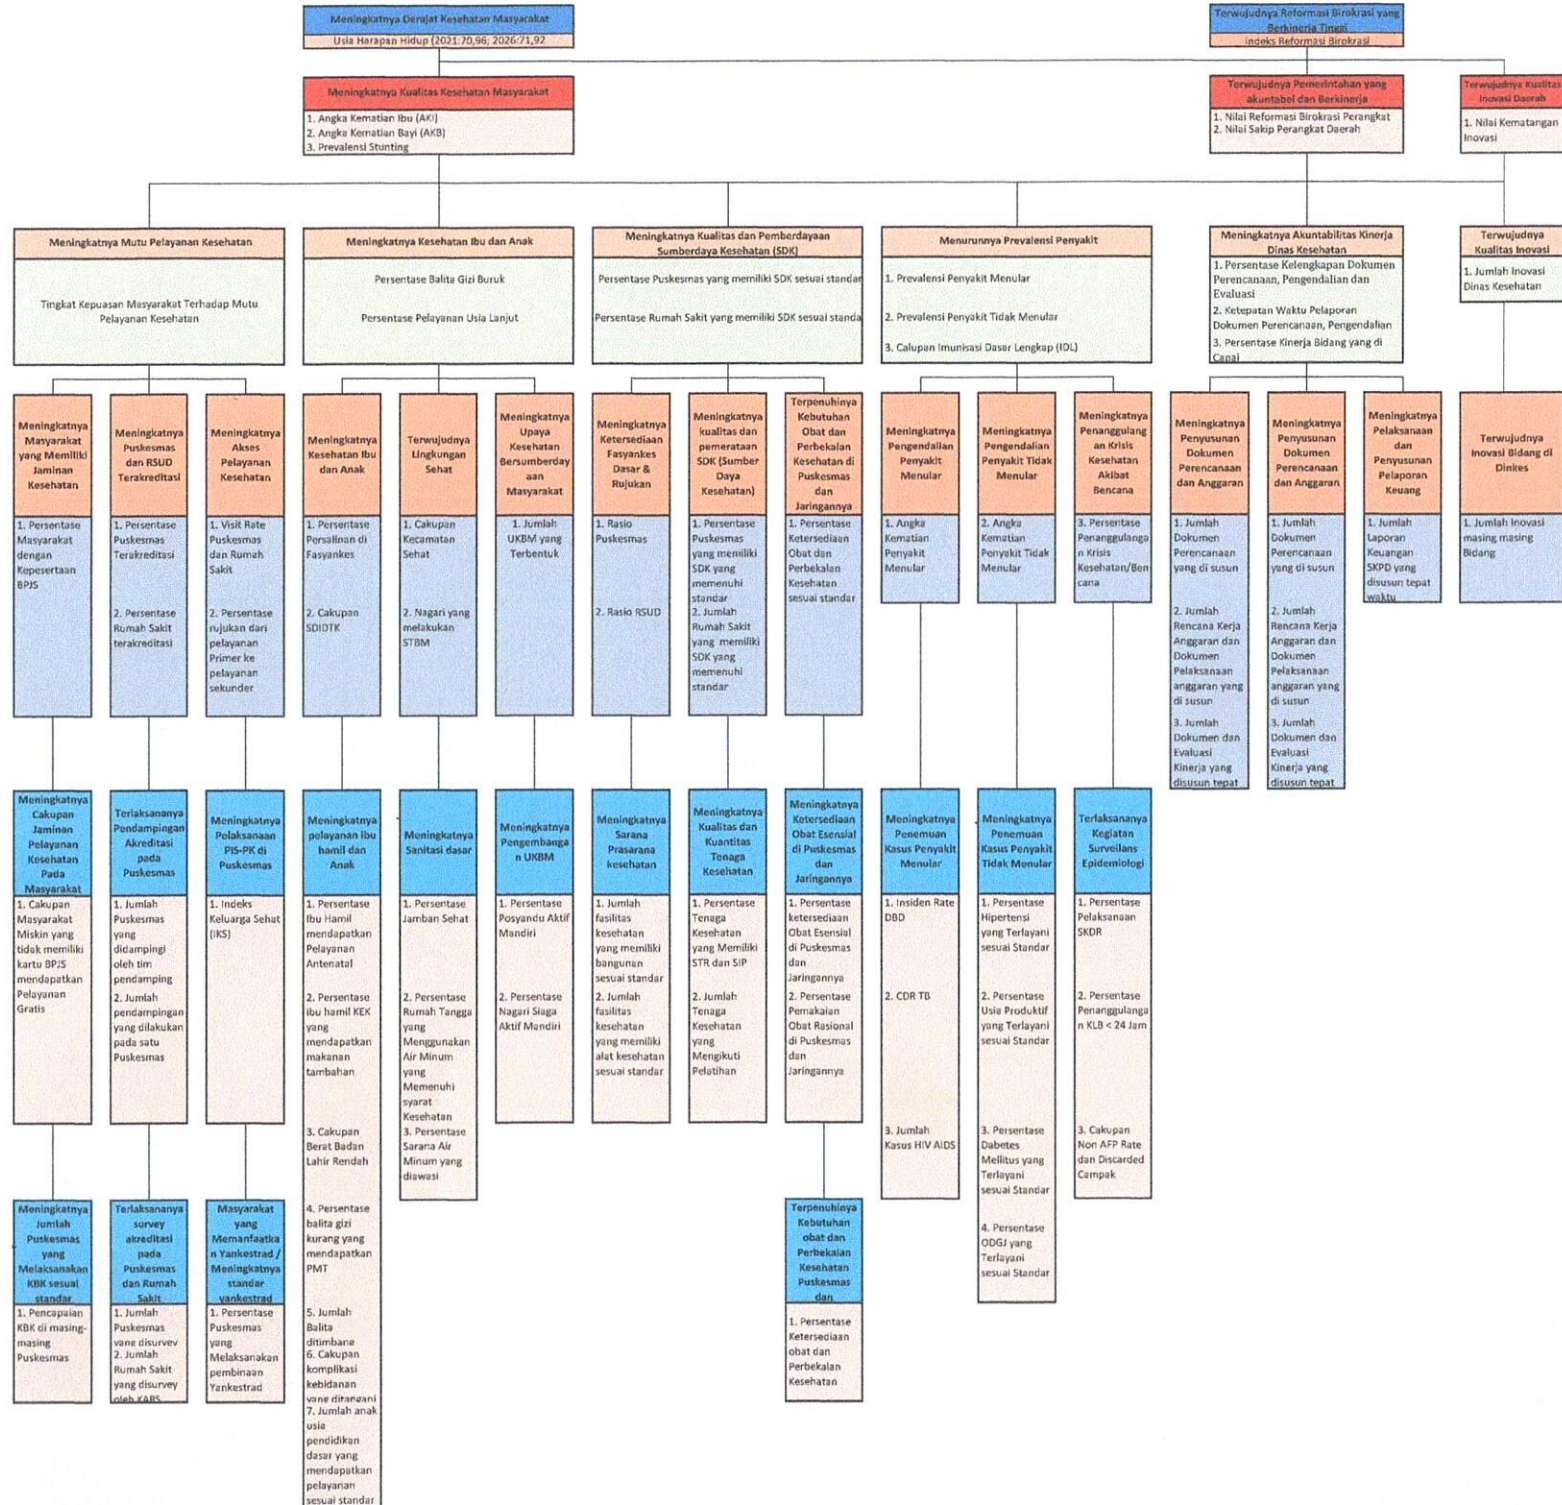 Meningkatnya Derajat Kesehatan Masyarakat
Usia Harapan Hidup (2021:70,96; 2026:71,92
Terwujudnya Reformasi Birokrasi yang
Berkinerja Tinggi
Indeks Reformasi Birokrasi
Meningkatnya Kualitas Kesehatan Masyarakat
1. Angka Kematian Ibu (AKI)
2. Angka Kematian Bayi (AKB)
3. Prevalensi Stunting
Terwujudnya Pemerintahan yang
akuntabel dan Berkinerja
1. Nilai Reformasi Birokrasi Perangkat
2. Nilai Sakip Perangkat Daerah
Terwujudnya Kualitas
Inovasi Daerah
1. Nilai Kematangan
Inovasi
Meningkatnya Mutu Pelayanan Kesehatan
Tingkat Kepuasan Masyarakat Terhadap Mutu
Pelayanan Kesehatan
Meningkatnya Kesehatan Ibu dan Anak
Persentase Balita Gizi Buruk
Persentase Pelayanan Usia Lanjut
Meningkatnya Kualitas dan Pemberdayaan
Sumberdaya Kesehatan (SDK)
Persentase Puskesmas yang memiliki SDK sesuai standar
Persentase Rumah Sakit yang memiliki SDK sesuai standa
Menurunnya Prevalensi Penyakit
1. Prevalensi Penyakit Menular
2. Prevalensi Penyakit Tidak Menular
3. Calupan Imunisasi Dasar Lengkap (IDL)
Meningkatnya Akuntabilitas Kinerja
Dinas Kesehatan
1. Persentase Kelengkapan Dokumen
Perencanaan, Pengendalian dan
Evaluasi
2. Ketepatan Waktu Pelaporan
Dokumen Perencanaan, Pengendalian
3. Persentase Kinerja Bidang yang di
Capai
Terwujudnya
Kualitas Inovasi
1. Jumlah Inovasi
Dinas Kesehatan
Meningkatnya
Masyarakat
yang Memiliki
Jaminan
Kesehatan
1. Persentase
Masyarakat
dengan
Kepesertaan
BPJS
Meningkatnya
Puskesmas
dan RSUD
Terakreditasi
1. Persentase
Puskesmas
Terakreditasi
2. Persentase
Rumah Sakit
terakreditasi
Meningkatnya
Akses
Pelayanan
Kesehatan
1. Visit Rate
Puskesmas
dan Rumah
Sakit
2. Persentase
rujukan dari
pelayanan
Primer ke
pelayanan
sekunder
Meningkatnya
Kesehatan Ibu
dan Anak
1. Persentase
Persalinan di
Fasyankes
2. Cakupan
SDIDTK
Terwujudnya
Lingkungan
Sehat
1. Cakupan
Kecamatan
Sehat
2. Nagari yang
melakukan
STBM
Meningkatnya
Upaya
Kesehatan
Bersumberday
aan
Masyarakat
1. Jumlah
UKBM yang
Terbentuk
Meningkatnya
Ketersediaan
Fasyankes
Dasar &
Rujukan
1. Rasio
Puskesmas
2. Rasio RSUD
Meningkatnya
kualitas dan
pemerataan
SDK (Sumber
Daya
Kesehatan)
1. Persentase
Puskesmas
yang memiliki
SDK yang
memenuhi
standar
2. Jumlah
Rumah Sakit
yang memiliki
SDK yang
memenuhi
standar
Terpenuhinya
Kebutuhan
Obat dan
Perbekalan
Kesehatan di
Puskesmas
dan
Jaringannya
1. Persentase
Ketersediaan
Obat dan
Perbekalan
Kesehatan
sesuai standar
Meningkatnya
Pengendalian
Penyakit
Menular
1. Angka
Kematian
Penyakit
Menular
Meningkatnya
Pengendalian
Penyakit Tidak
Menular
2. Angka
Kematian
Penyakit Tidak
Menular
Meningkatnya
Penanggulang
an Krisis
Kesehatan
Akibat
Bencana
3. Persentase
Penanggulanga
n Krisis
Kesehatan/Ben
cana
Meningkatnya
Penyusunan
Dokumen
Perencanaan
dan Anggaran
1. Jumlah
Dokumen
Perencanaan
yang di susun
2. Jumlah
Rencana Kerja
Anggaran dan
Dokumen
Pelaksanaan
anggaran yang
di susun
3. Jumlah
Dokumen dan
Evaluasi
Kinerja yang
disusun tepat
Meningkatnya
Penyusunan
Dokumen
Perencanaan
dan Anggaran
1. Jumlah
Dokumen
Perencanaan
yang di susun
2. Jumlah
Rencana Kerja
Anggaran dan
Dokumen
Pelaksanaan
anggaran yang
di susun
3. Jumlah
Dokumen dan
Evaluasi
Kinerja yang
disusun tepat
Meningkatnya
Pelaksanaan
dan
Penyusunan
Pelaporan
Keuang
1. Jumlah
Laporan
Keuangan
SKPD yang
disusun tepat
waktu
Terwujudnya
Inovasi Bidang di
Dinkes
1. Jumlah Inovasi
masing masing
Bidang
Meningkatnya
Cakupan
Jaminan
Pelayanan
Kesehatan
Pada
Masyarakat
1. Cakupan
Masyarakat
Miskin yang
tidak memiliki
kartu BPJS
mendapatkan
Pelayanan
Gratis
Terlaksananya
Pendampingan
Akreditasi
pada
Puskesmas
1. Jumlah
Puskesmas
yang
didampingi
oleh tim
pendamping
2. Jumlah
pendampingan
yang dilakukan
pada satu
Puskesmas
Meningkatnya
Pelaksanaan
PIS-PK di
Puskesmas
1. Indeks
Keluarga Sehat
(IKS)
Meningkatnya
pelayanan ibu
hamil dan
Anak
1. Persentase
Ibu Hamil
mendapatkan
Pelayanan
Antenatal
2. Persentase
ibu hamil KEK
yang
mendapatkan
makanan
tambahan
3. Cakupan
Berat Badan
Lahir Rendah
4. Persentase
balita gizi
kurang yang
mendapatkan
PMT
5. Jumlah
Balita
ditimbang
6. Cakupan
komplikasi
kebidanan
yang ditangani
7. Jumlah anak
usia
pendidikan
dasar yang
mendapatkan
pelayanan
sesuai standar
Meningkatnya
Sanitasi dasar
1. Persentase
Jamban Sehat
2. Persentase
Rumah Tangga
yang
Menggunakan
Air Minum
yang
Memenuhi
syarat
Kesehatan
3. Persentase
Sarana Air
Minum yang
diawasi
Meningkatnya
Pengembanga
n UKBM
1. Persentase
Posyandu Aktif
Mandiri
2. Persentase
Nagari Siaga
Aktif Mandiri
Meningkatnya
Sarana
Prasarana
kesehatan
1. Jumlah
fasilitas
kesehatan
yang memiliki
bangunan
sesuai standar
2. Jumlah
fasilitas
kesehatan
yang memiliki
alat kesehatan
sesuai standar
Meningkatnya
Kualitas dan
Kuantitas
Tenaga
Kesehatan
1. Persentase
Tenaga
Kesehatan
yang Memiliki
STR dan SIP
2. Jumlah
Tenaga
Kesehatan
yang
Mengikuti
Pelatihan
Meningkatnya
Ketersediaan
Obat Esensial
di Puskesmas
dan
Jaringannya
1. Persentase
ketersediaan
Obat Esensial
di Puskesmas
dan
Jaringannya
2. Persentase
Pemakaian
Obat Rasional
di Puskesmas
dan
Jaringannya
Meningkatnya
Penemuan
Kasus Penyakit
Menular
1. Insiden Rate
DBD
2. CDR TB
3. Jumlah
Kasus HIV AIDS
Meningkatnya
Penemuan
Kasus Penyakit
Tidak Menular
1. Persentase
Hipertensi
yang Terlayani
sesuai Standar
2. Persentase
Usia Produktif
yang Terlayani
sesuai Standar
3. Persentase
Dabetes
Mellitus yang
Terlayani
sesuai Standar
4. Persentase
ODGJ yang
Terlayani
sesuai Standar
Terlaksananya
Kegiatan
Surveilans
Epidemiologi
1. Persentase
Pelaksanaan
SKDR
2. Persentase
Penanggulanga
n KLB < 24 Jam
3. Cakupan
Non AFP Rate
dan Discarded
Campak
Meningkatnya
Jumlah
Puskesmas
yang
Melaksanakan
KBK sesuai
standar
1. Pencapaian
KBK di masing-
masing
Puskesmas
Terlaksananya
survey
akreditasi
pada
Puskesmas
dan Rumah
Sakit
1. Jumlah
Puskesmas
yang disurvey
2. Jumlah
Rumah Sakit
yang disurvey
oleh KARS
Masyarakat
yang
Memanfaatka
n Yankestrad /
Meningkatnya
standar
yankestrad
1. Persentase
Puskesmas
yang
Melaksanakan
pembinaan
Yankestrad
Terpenuhinya
Kebutuhan
obat dan
Perbekalan
Kesehatan
Puskesmas
dan
1. Persentase
Ketersediaan
obat dan
Perbekalan
Kesehatan